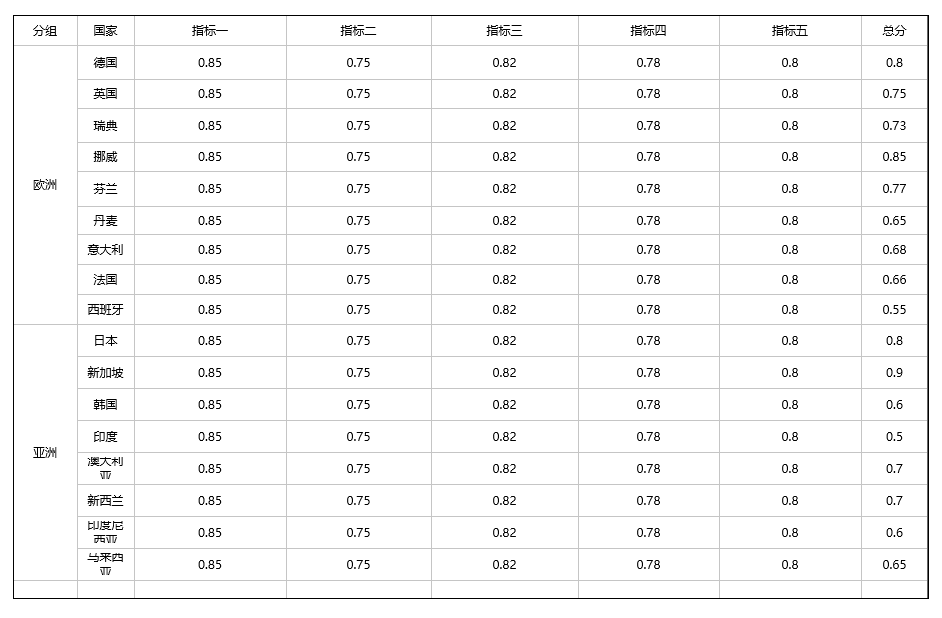 分组 国家 指标一 指标二 指标三 指标四 指标五 总分
德国 0.85 0.75 0.82 0.78 0.8 0.8
英国 0.85 0.75 0.82 0.78 0.8 0.75
瑞典 0.85 0.75 0.82 0.78 0.8 0.73
挪威 0.85 0.75 0.82 0.78 0.8 0.85
欧洲
芬兰 0.85 0.75 0.82 0.78 0.8 0.77
丹麦 0.85 0.75 0.82 0.78 0.8 0.65
意大利 0.85 0.75 0.82 0.78 0.8 0.68
法国 0.85 0.75 0.82 0.78 0.8 0.66
西班牙 0.85 0.75 0.82 0.78 0.8 0.55
日本 0.85 0.75 0.82 0.78 0.8 0.8
新加坡 0.85 0.75 0.82 0.78 0.8 0.9
韩国 0.85 0.75 0.82 0.78 0.8 0.6
印度 0.85 0.75 0.82 0.78 0.8 0.5
亚洲
澳大利
亚 0.85 0.75 0.82 0.78 0.8 0.7
新西兰 0.85 0.75 0.82 0.78 0.8 0.7
印度尼
西亚 0.85 0.75 0.82 0.78 0.8 0.6
马来西
亚 0.85 0.75 0.82 0.78 0.8 0.65